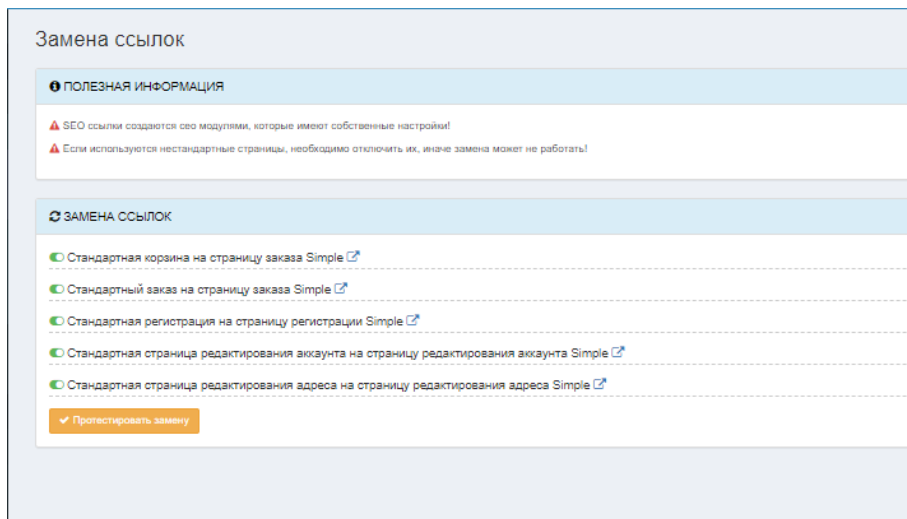 Замена ссылок
ПОЛЕЗНАЯ ИНФОРМАЦИЯ
SEO ссылки создаются сео модулями, которые имеют собственные настройки!
Если используются нестандартные страницы, необходимо отключить их, иначе замена может не работать!
ЗАМЕНА ССЫЛОК
Стандартная корзина на страницу заказа Simple
Стандартный заказ на страницу заказа Simple
Стандартная регистрация на страницу регистрации Simple
Стандартная страница редактирования аккаунта на страницу редактирования аккаунта Simple
Стандартная страница редактирования адреса на страницу редактирования адреса Simple
Протестировать замену